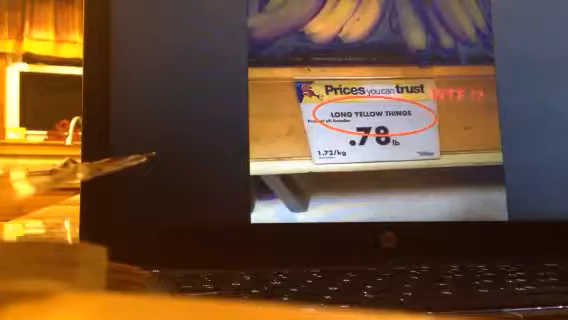 Prices you can trust
WTF !?
LONG YELLOW THINGS
.78 lb
1.72/kg